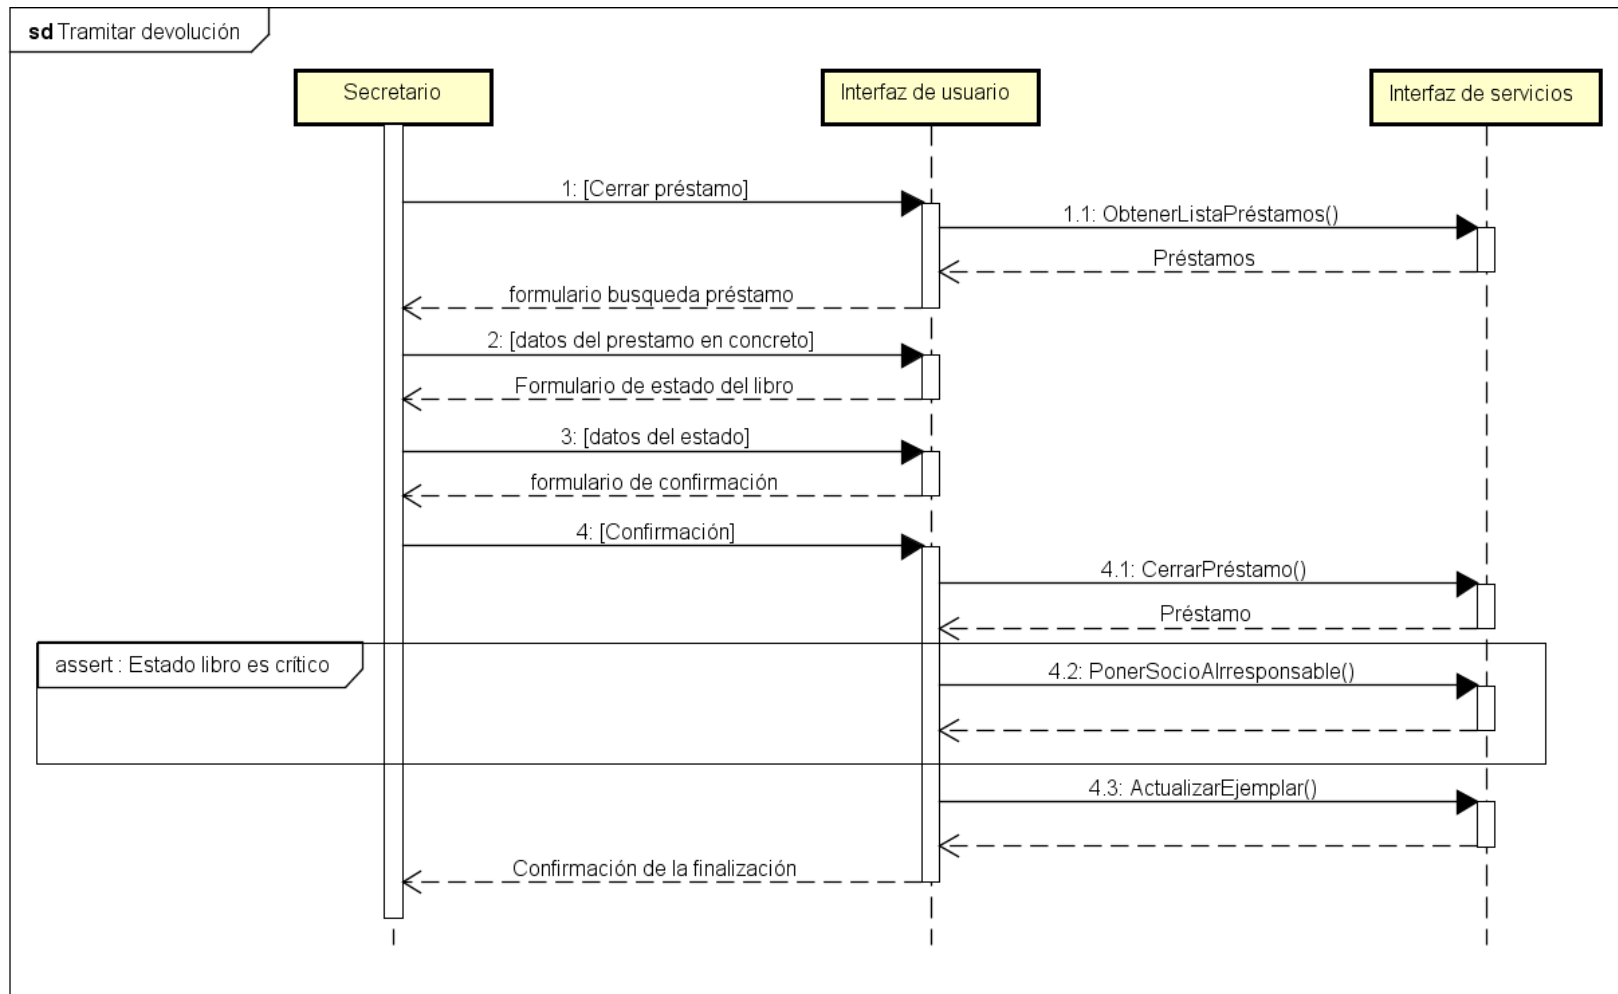 sd Tramitar devolución
Secretario
Interfaz de usuario
Interfaz de servicios
1: [Cerrar préstamo]
1.1: ObtenerListaPréstamos()
Préstamos
formulario busqueda préstamo
2: [datos del prestamo en concreto]
Formulario de estado del libro
3: [datos del estado]
formulario de confirmación
4: [Confirmación]
4.1: CerrarPréstamo()
Préstamo
assert : Estado libro es crítico
4.2: PonerSocioAIrresponsable()
4.3: ActualizarEjemplar()
Confirmación de la finalización